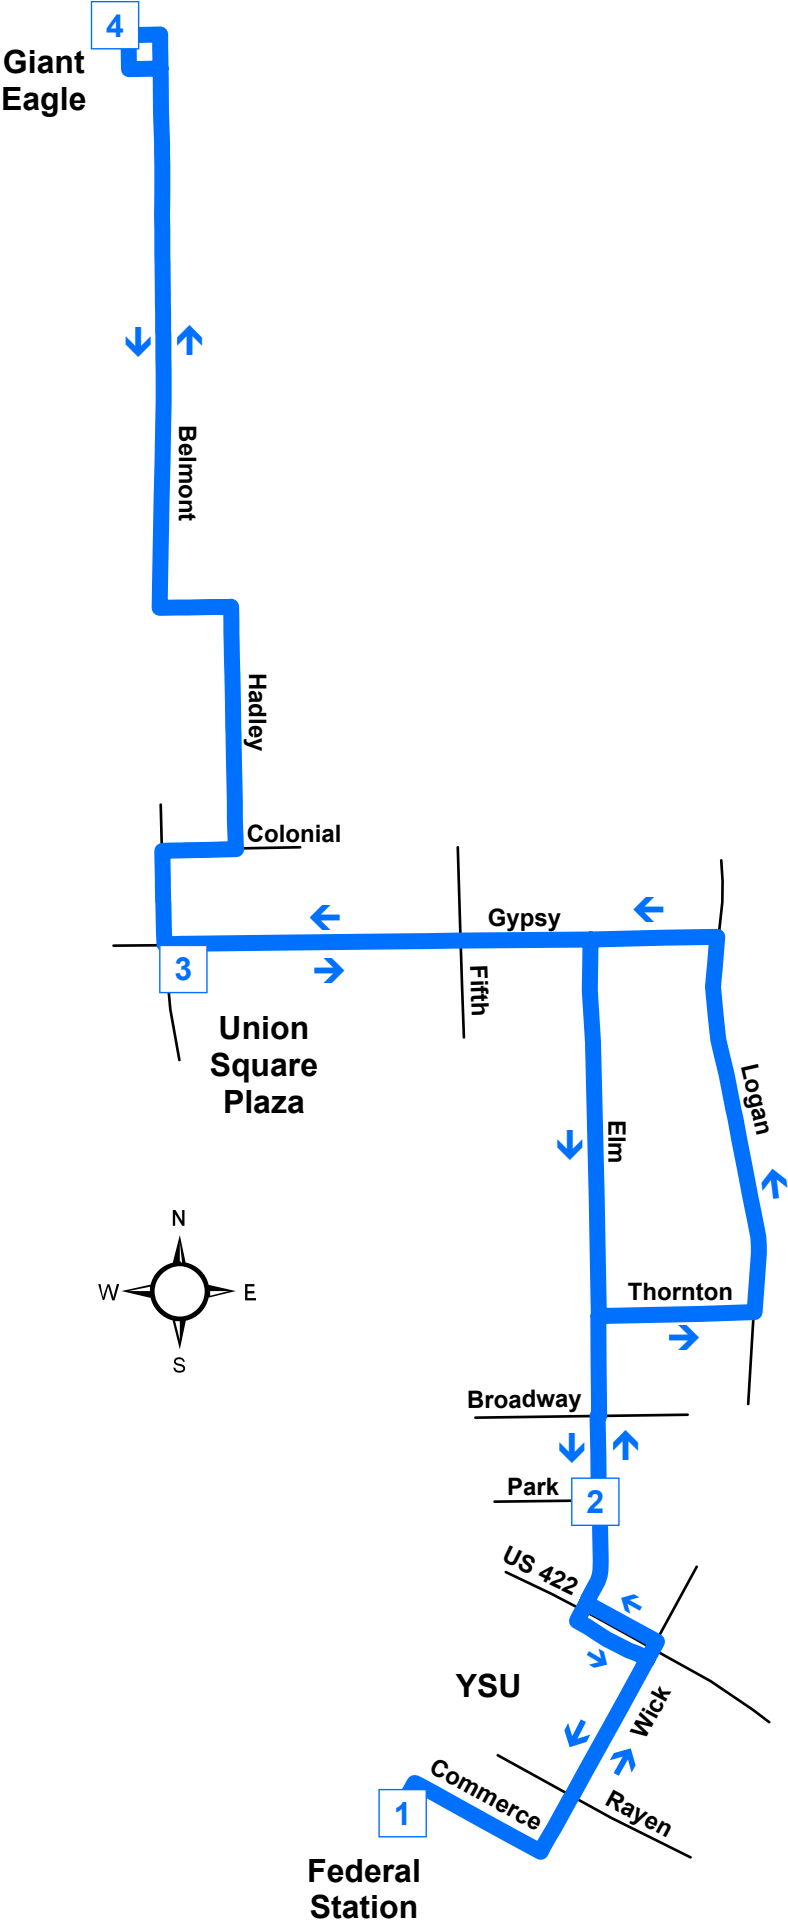 4
Giant
Eagle
Belmont
Hadley
Colonial
Gypsy
3
Fifth
Union
Square
Plaza
Logan
Elm
N
W
E
S
Thornton
Broadway
Park
2
US 422
YSU
Wick
Commerce
Rayen
1
Federal
Station